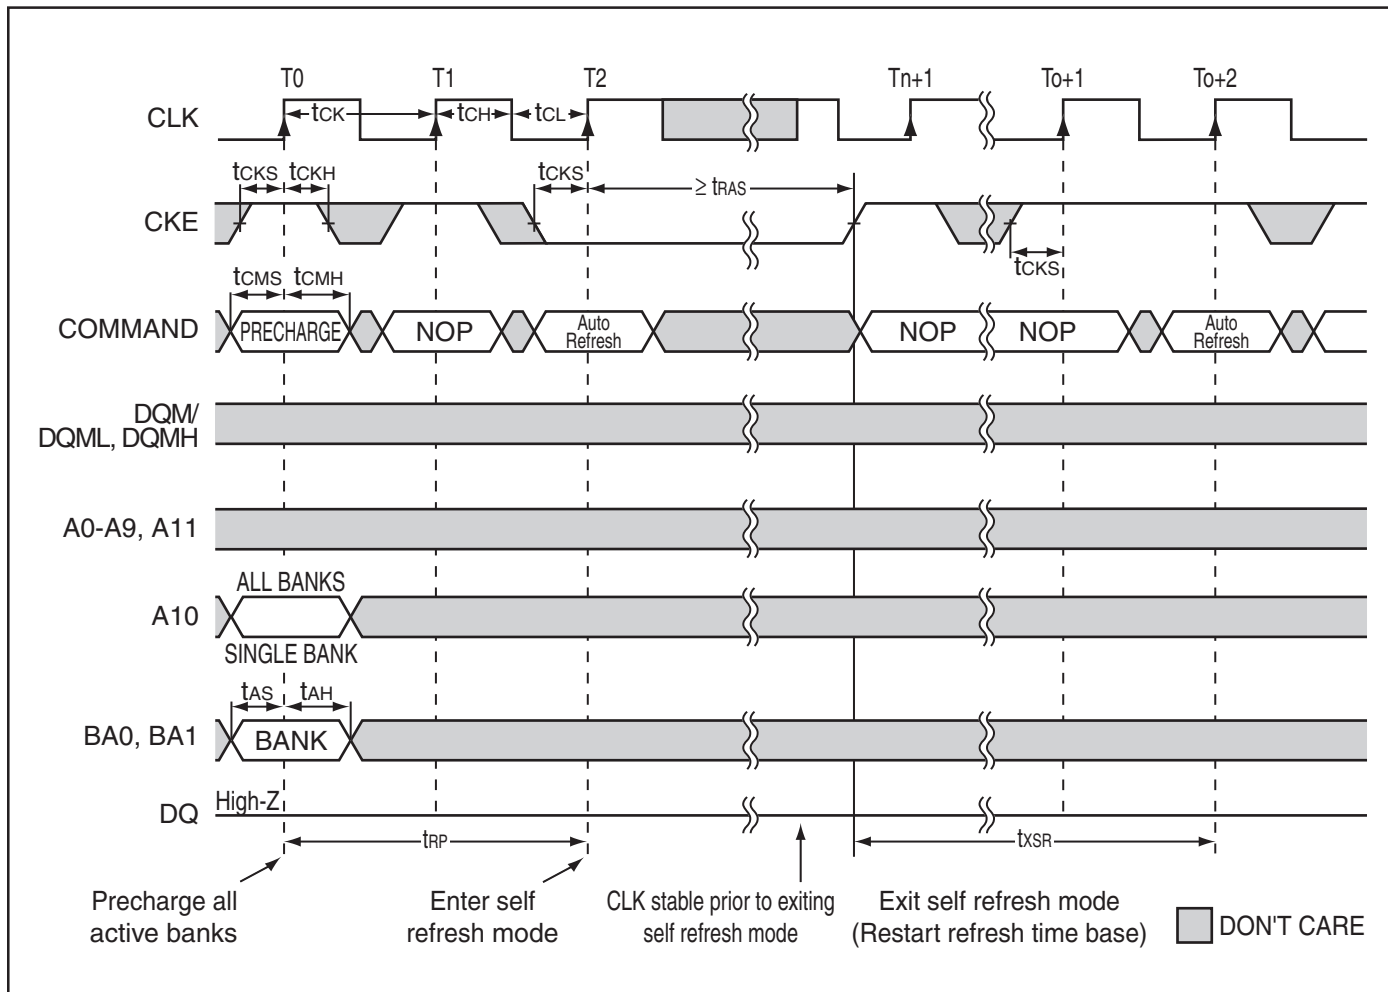 T0 T1 T2 Tn+1 To+1 To+2
CLK
tCK tCH tCL
tCKS tCKH tCKS ≥ tRAS
CKE
tCKS
tCMS tCMH
COMMAND
PRECHARGE NOP Auto Refresh NOP NOP Auto Refresh
DQM/
DQML, DQMH
A0-A9, A11
ALL BANKS
A10
SINGLE BANK
tAS tAH
BA0, BA1
BANK
High-Z
DQ
tRP tXSR
Precharge all
active banks
Enter self
refresh mode
CLK stable prior to exiting
self refresh mode
Exit self refresh mode
(Restart refresh time base)
DON'T CARE